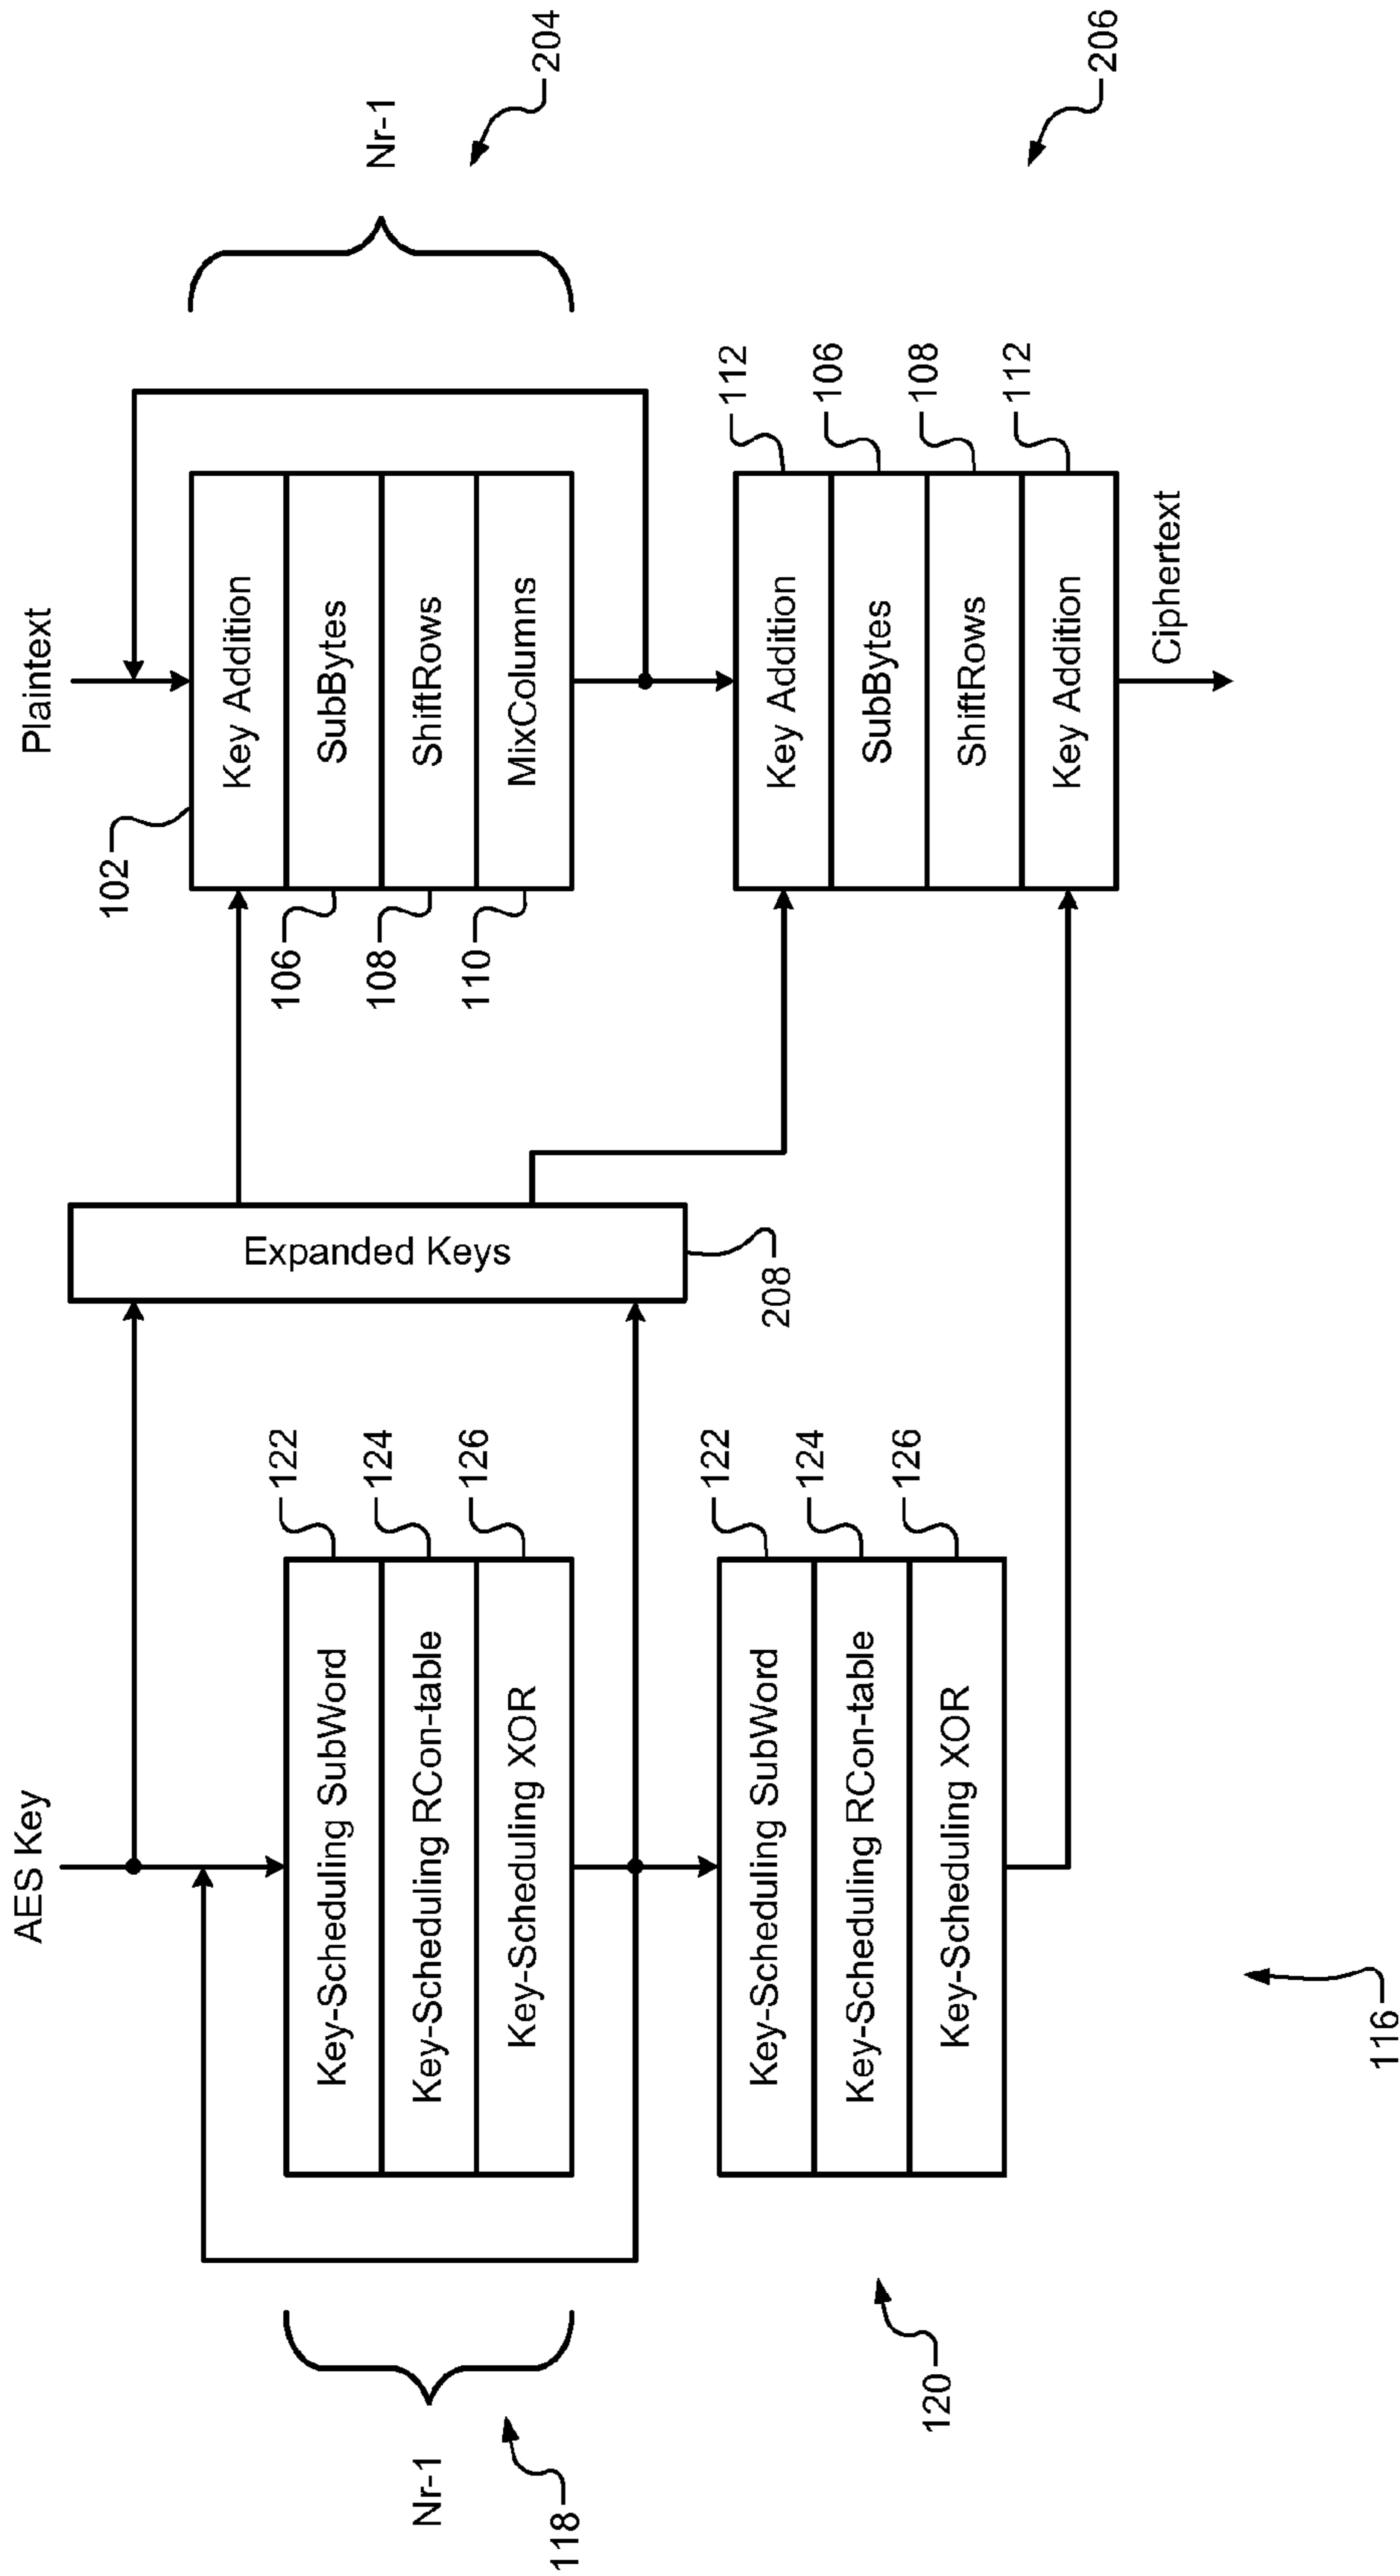 AES Key
Plaintext
Nr-1
118
Key-Scheduling SubWord
122
Key-Scheduling RCon-table
124
Key-Scheduling XOR
126
Expanded Keys
208
102
Key Addition
106
SubBytes
108
ShiftRows
110
MixColumns
Nr-1
204
120
Key-Scheduling SubWord
122
Key-Scheduling RCon-table
124
Key-Scheduling XOR
126
Key Addition
112
SubBytes
106
ShiftRows
108
Key Addition
112
Ciphertext
206
116